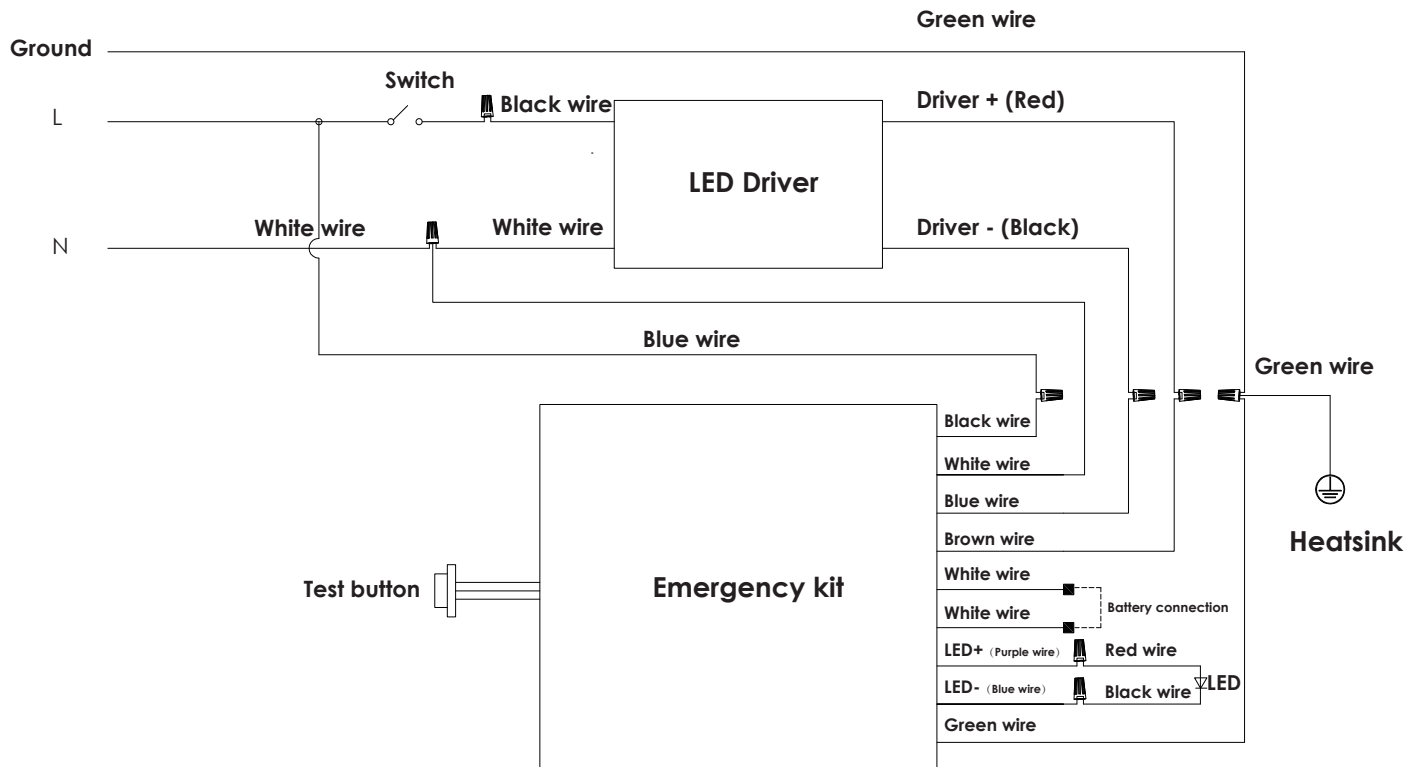 Green wire
Ground
Switch
L
Black wire
Driver + (Red)
LED Driver
White wire
White wire
Driver - (Black)
N
Blue wire
Green wire
Black wire
White wire
Blue wire
Brown wire
Heatsink
White wire
Test button
Emergency kit
Battery connection
White wire
LED+（Purple wire） Red wire
LED-（Blue wire） Black wire LED
Green wire